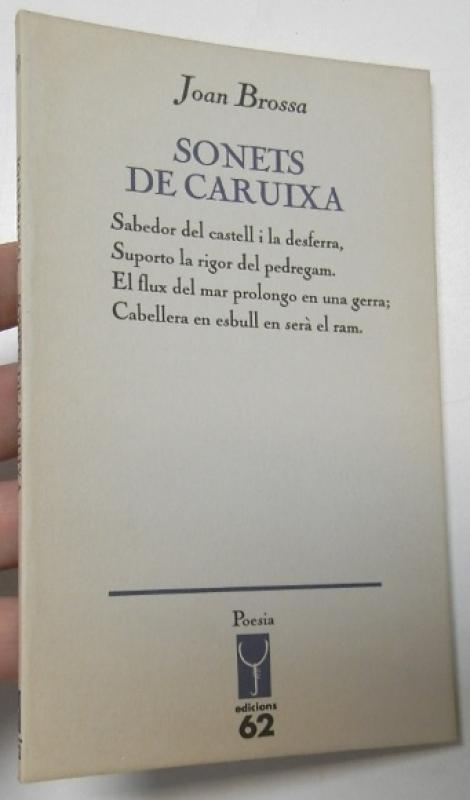 Joan Brossa
SONETS
DE CARUIXA
Sabedor del castell i la desferra,
Suporto la rigor del pedregam.
El flux del mar prolongo en una gerra;
Cabellera en esbull en serà el ram.
Poesia
edicions
62